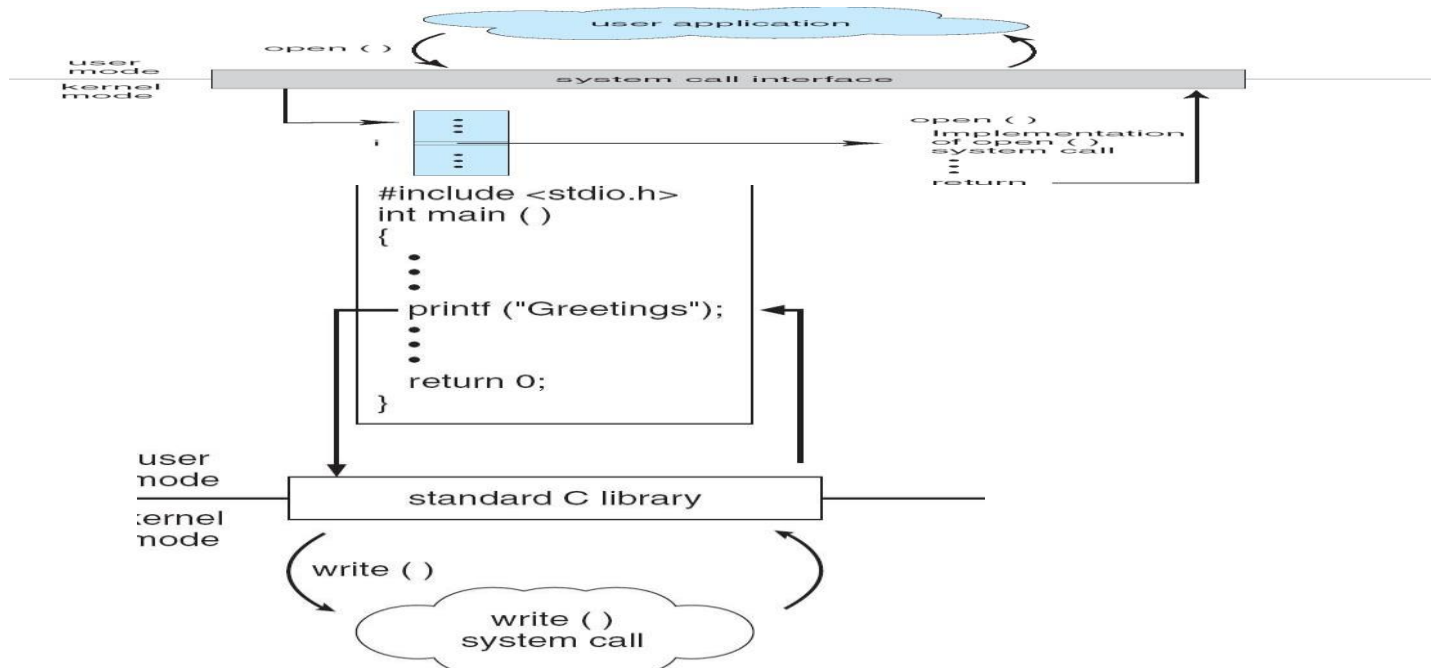 user application
open ( )
user
mode
system call interface
kernel
mode
open ( )
i
Implementation
of open ( )
system call
return
#include <stdio.h>
int main ( )
{
printf ("Greetings");
return 0;
}
user
mode
standard C library
kernel
mode
write ( )
write ( )
system call